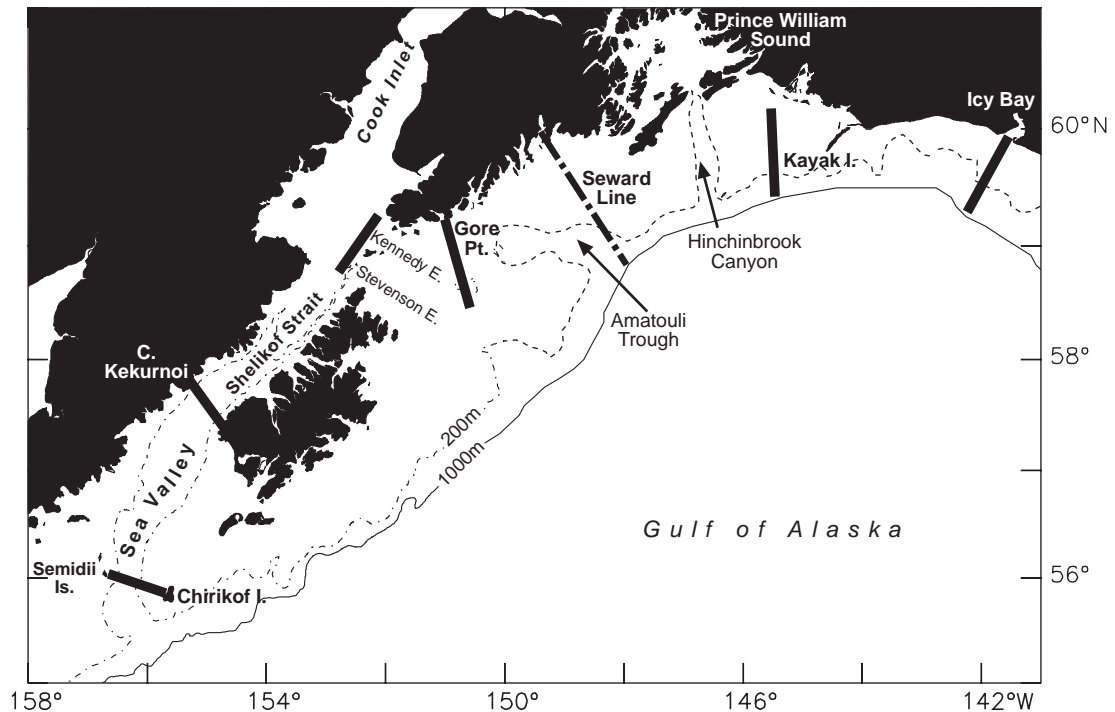 Prince William
Sound
Cook Inlet
Icy Bay
60°N
Kayak I.
Seward
Line
Gore
Pt.
Kennedy E.
Hinchinbrook
Canyon
Stevenson E.
Amatouli
Trough
Shelikof Strait
C.
Kekurnoi
58°
200m
1000m
Sea Valley
Gulf of Alaska
Semidii
Is.
Chirikof I.
56°
158°
154°
150°
146°
142°W